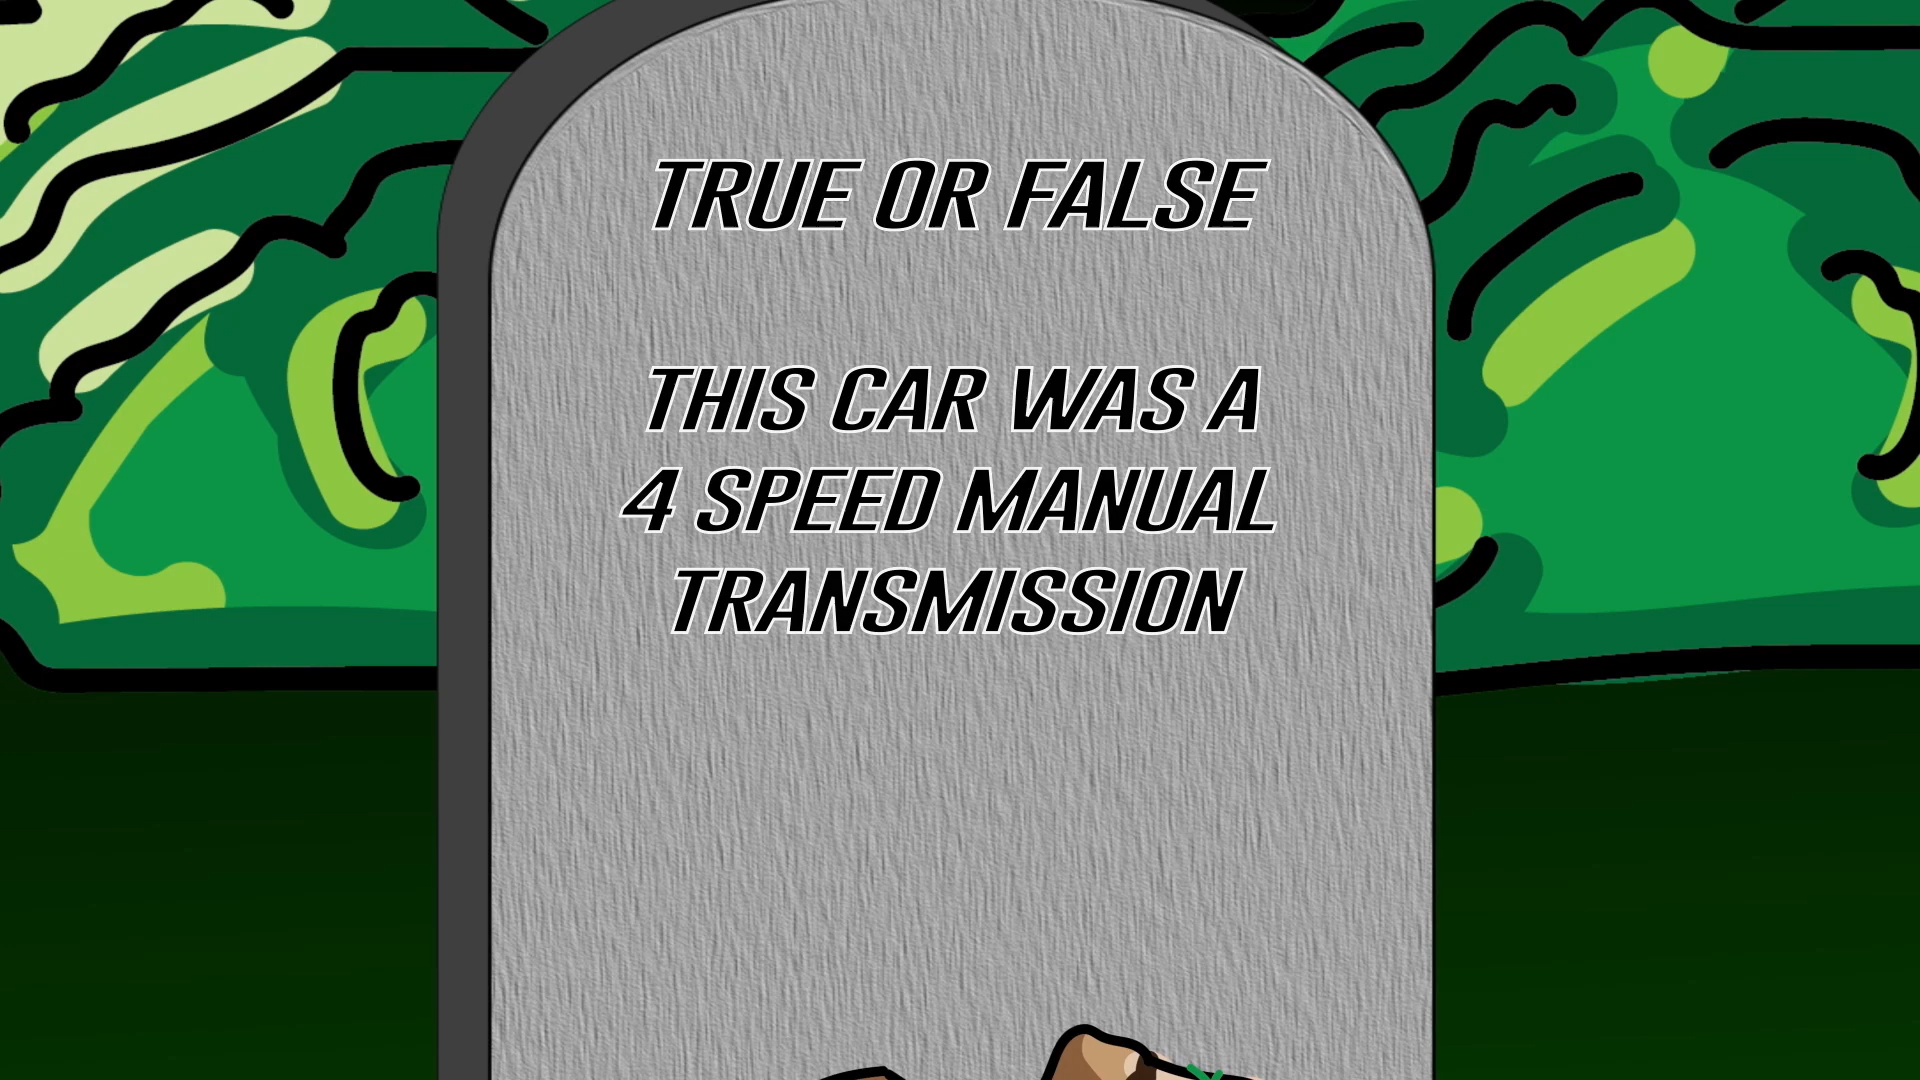 TRUE OR FALSE
THIS CAR WAS A
4 SPEED MANUAL
TRANSMISSION